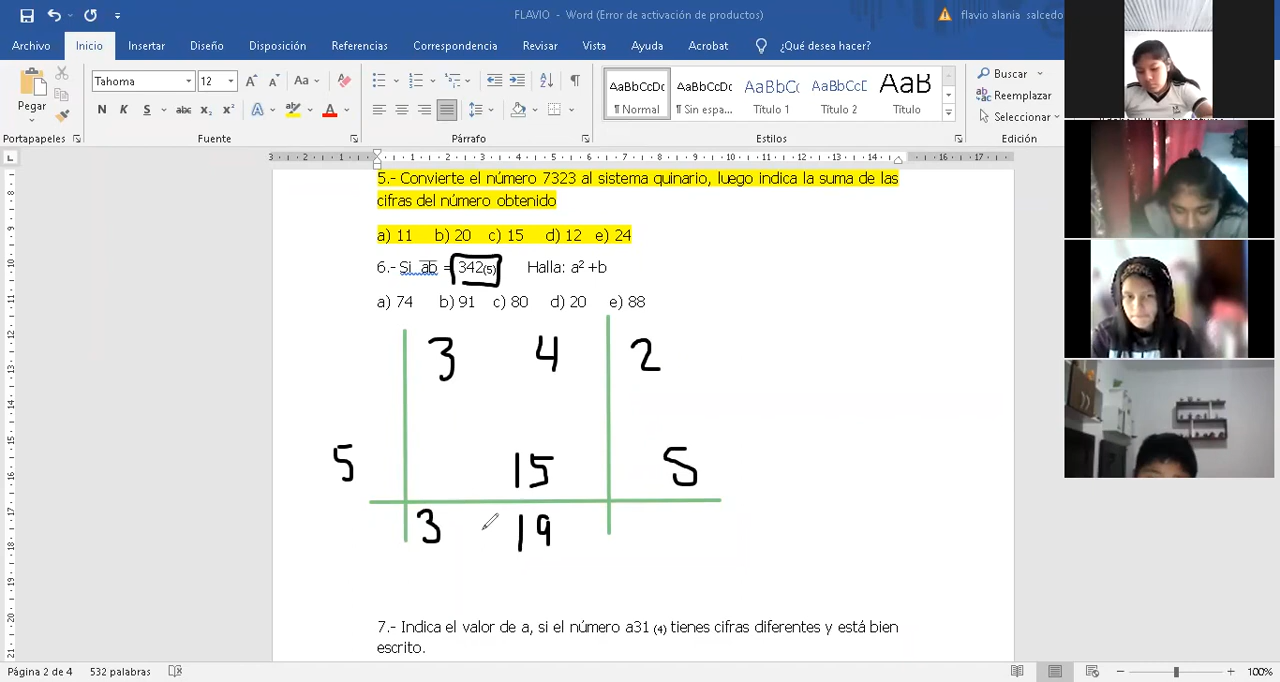 FLAVIO - Word (Error de activación de productos)
flavio alania salcedo
Archivo Inicio Insertar Diseño Disposición Referencias Correspondencia Revisar Vista Ayuda Acrobat ¿Qué desea hacer?
Pegar
Tahoma 12
N K S abc x₂ x²
Aa
A
AaBbCcDc AaBbCcDc AaBbCc AaBbCcD AaB
¶ Normal ¶ Sin espa... Título 1 Título 2 Título
Buscar
Reemplazar
Seleccionar
Portapapeles Fuente Párrafo Estilos Edición
5.- Convierte el número 7323 al sistema quinario, luego indica la suma de las
cifras del número obtenido
a) 11 b) 20 c) 15 d) 12 e) 24
6.- Si ab = 342(5) Halla: a² +b
a) 74 b) 91 c) 80 d) 20 e) 88
3 4 2
5 15 5
3 19
7.- Indica el valor de a, si el número a31 (4) tienes cifras diferentes y está bien
escrito.
Página 2 de 4 532 palabras 100%